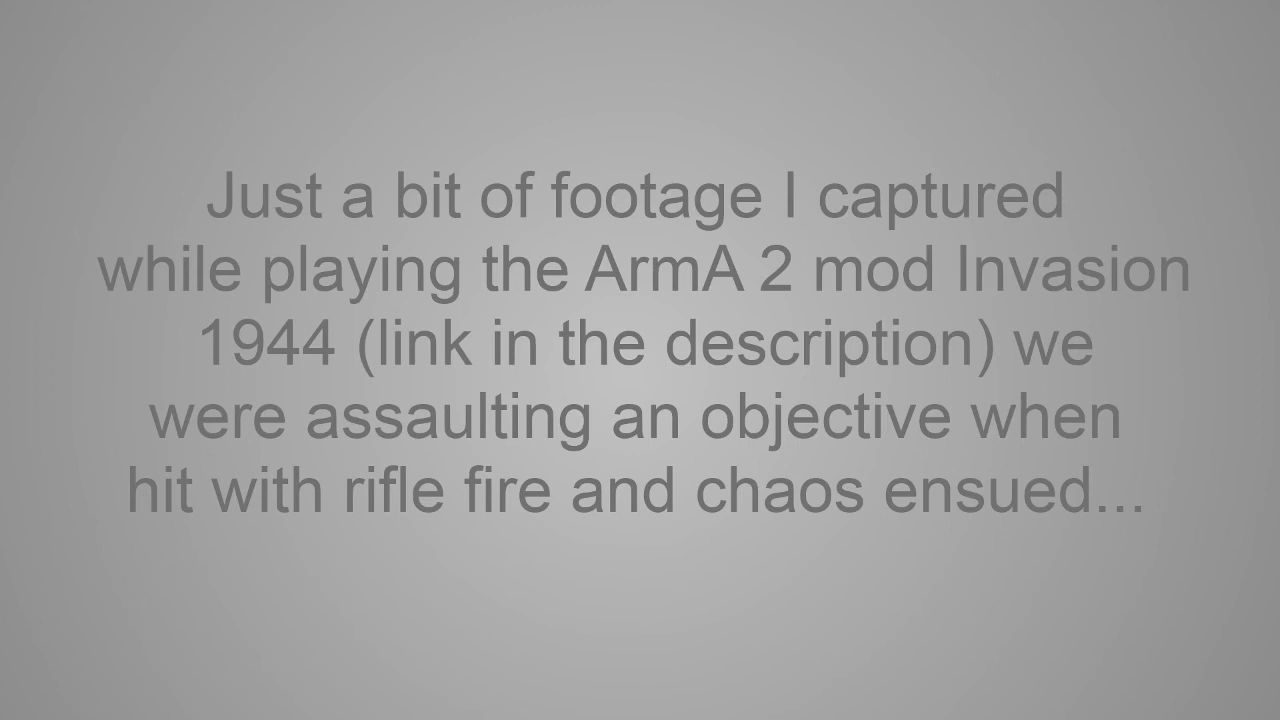 Just a bit of footage I captured
while playing the ArmA 2 mod Invasion
1944 (link in the description) we
were assaulting an objective when
hit with rifle fire and chaos ensued...